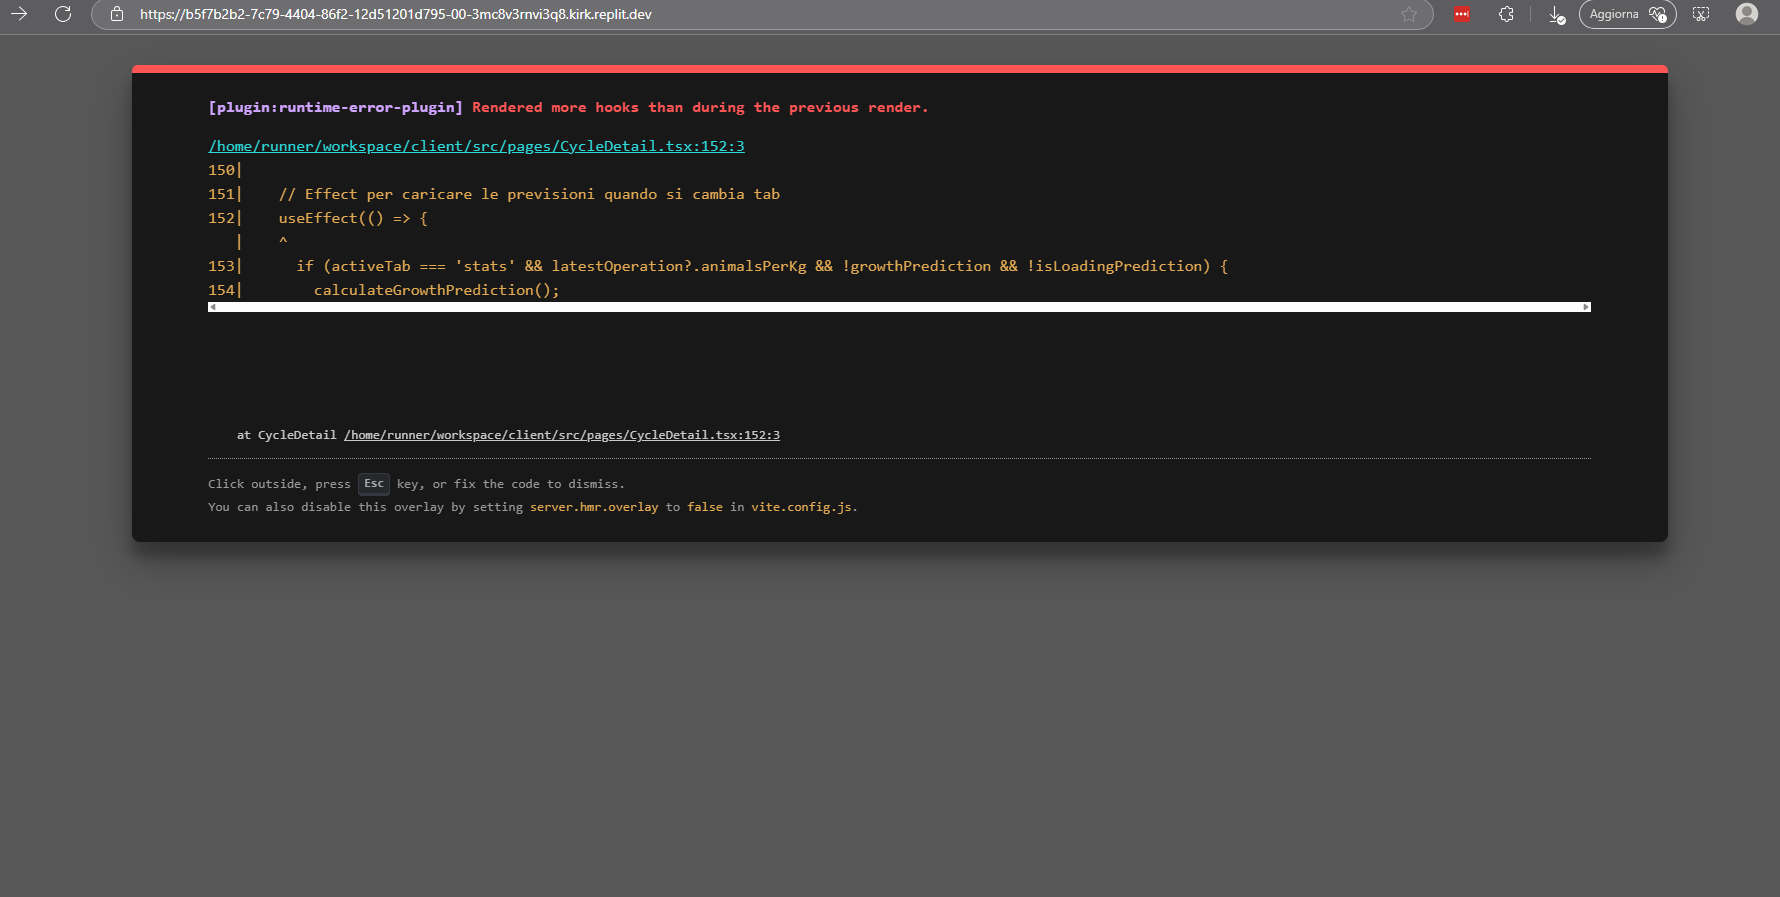 https://b5f7b2b2-7c79-4404-86f2-12d51201d795-00-3mc8v3rnvi3q8.kirk.replit.dev
Aggiorna
[plugin:runtime-error-plugin] Rendered more hooks than during the previous render.
/home/runner/workspace/client/src/pages/CycleDetail.tsx:152:3
150|
151|    // Effect per caricare le previsioni quando si cambia tab
152|    useEffect(() => {
   |    ^
153|      if (activeTab === 'stats' && latestOperation?.animalsPerKg && !growthPrediction && !isLoadingPrediction) {
154|        calculateGrowthPrediction();
at CycleDetail /home/runner/workspace/client/src/pages/CycleDetail.tsx:152:3
Click outside, press Esc key, or fix the code to dismiss.
You can also disable this overlay by setting server.hmr.overlay to false in vite.config.js.